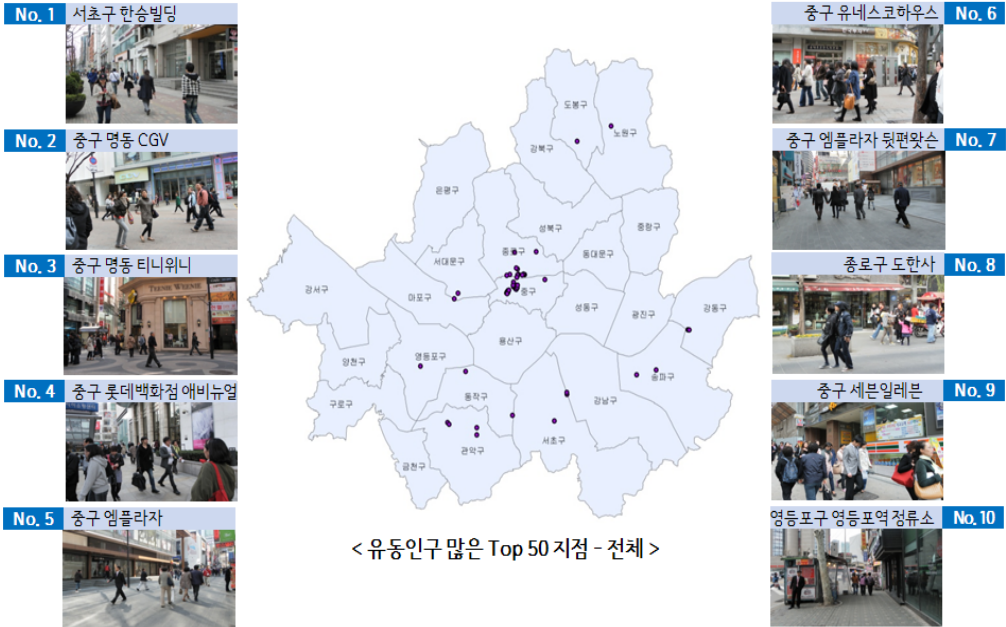 No. 1 서초구 한승빌딩
No. 2 중구 명동 CGV
No. 3 중구 명동 티니위니
TEENIE WEENIE
No. 4 중구 롯데백화점 애비뉴얼
No. 5 중구 엠플라자
도봉구
노원구
강북구
은평구
성북구
중랑구
종로구
서대문구
동대문구
강서구
마포구
중구
성동구
광진구
강동구
용산구
양천구
영등포구
송파구
구로구
동작구
강남구
서초구
관악구
금천구
< 유동인구 많은 Top 50 지점 - 전체 >
중구 유네스코하우스 No. 6
중구 엠플라자 뒷편왓슨 No. 7
종로구 도한사 No. 8
중구 세븐일레븐 No. 9
영등포구 영등포역 정류소 No. 10